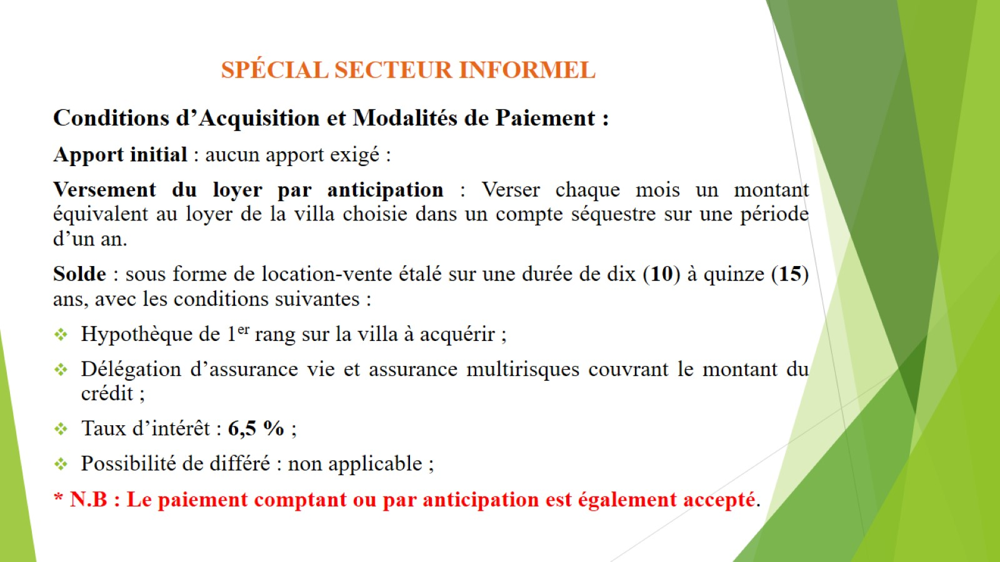 SPÉCIAL SECTEUR INFORMEL
Conditions d’Acquisition et Modalités de Paiement :
Apport initial : aucun apport exigé :
Versement du loyer par anticipation : Verser chaque mois un montant
équivalent au loyer de la villa choisie dans un compte séquestre sur une période
d’un an.
Solde : sous forme de location-vente étalé sur une durée de dix (10) à quinze (15)
ans, avec les conditions suivantes :
❖ Hypothèque de 1er rang sur la villa à acquérir ;
❖ Délégation d’assurance vie et assurance multirisques couvrant le montant du
crédit ;
❖ Taux d’intérêt : 6,5 % ;
❖ Possibilité de différé : non applicable ;
* N.B : Le paiement comptant ou par anticipation est également accepté.